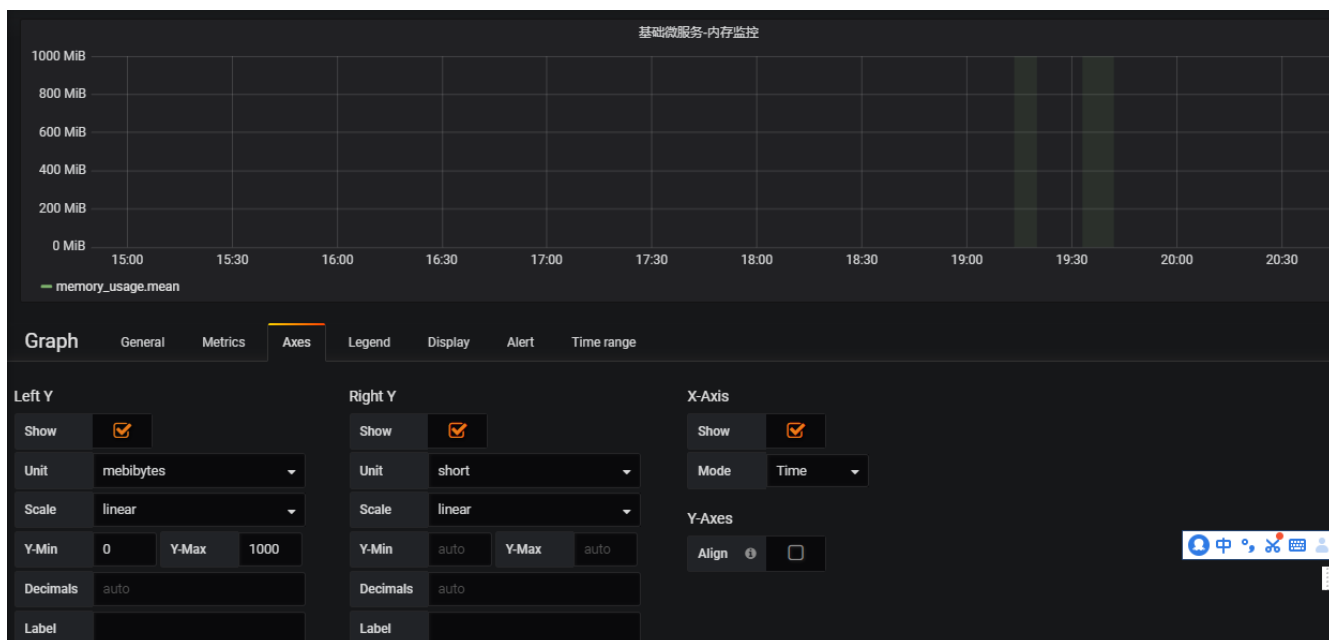 基础微服务-内存监控
1000 MiB
800 MiB
600 MiB
400 MiB
200 MiB
0 MiB
15:00 15:30 16:00 16:30 17:00 17:30 18:00 18:30 19:00 19:30 20:00 20:30
memory_usage.mean
Graph General Metrics Axes Legend Display Alert Time range
Left Y Right Y X-Axis
Show Show Show
Unit mebibytes Unit short Mode Time
Scale linear Scale linear Y-Axes
Y-Min 0 Y-Max 1000 Y-Min auto Y-Max auto Align
中
Decimals auto Decimals auto
Label Label